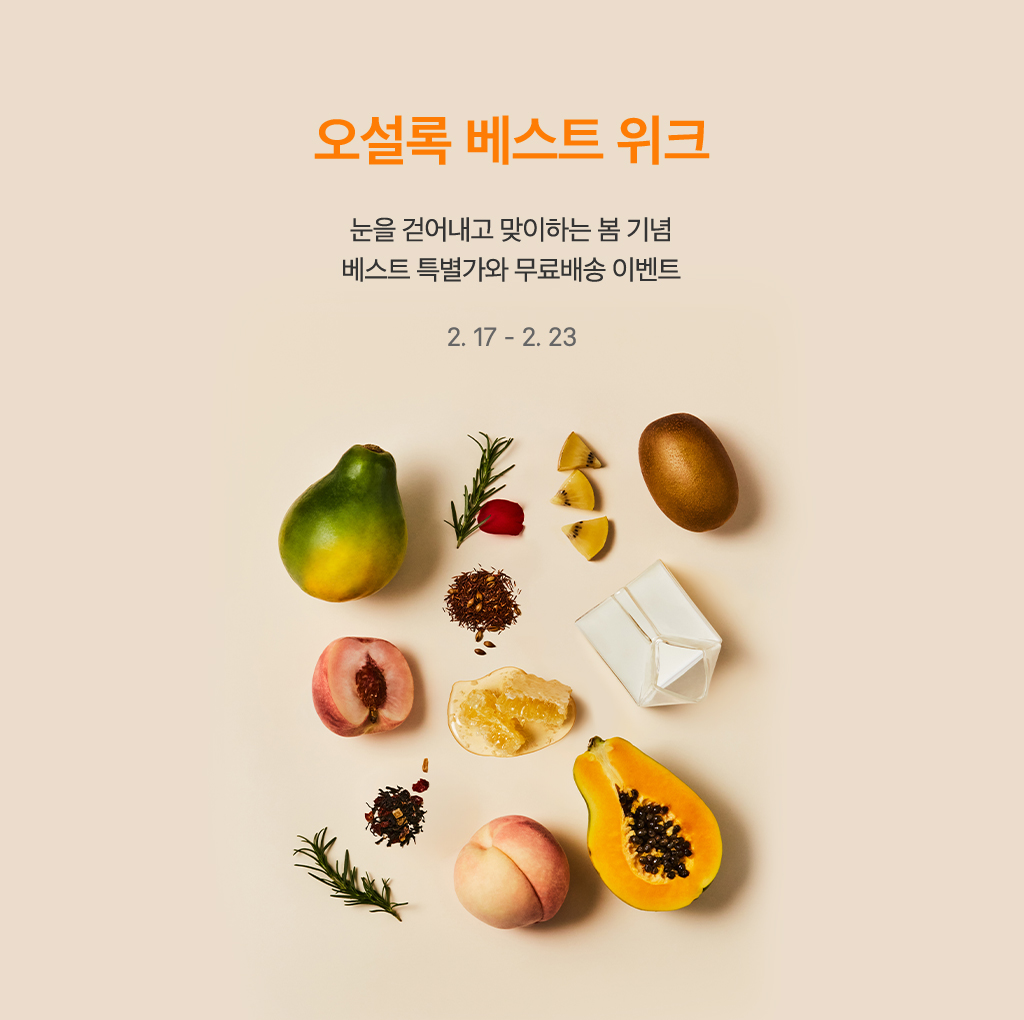 오설록 베스트 위크
눈을 걷어내고 맞이하는 봄 기념
베스트 특별가와 무료배송 이벤트
2. 17 - 2. 23